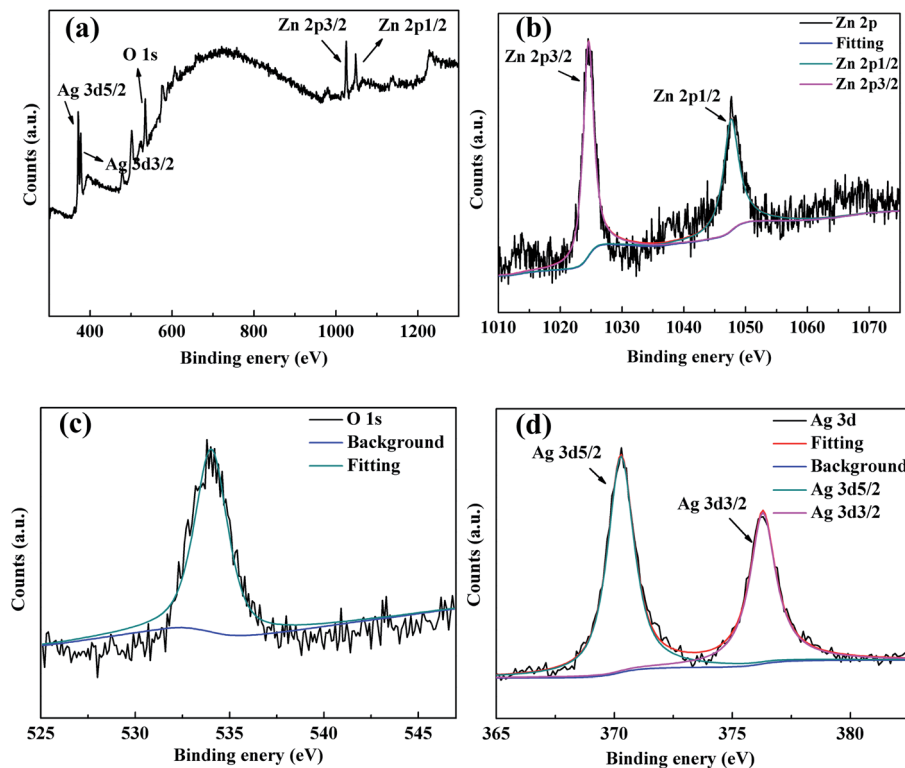 (a)
Zn 2p3/2
Zn 2p1/2
O 1s
Ag 3d5/2
Ag 3d3/2
Counts (a.u.)
400 600 800 1000 1200
Binding enery (eV)
(b)
Zn 2p
Fitting
Zn 2p1/2
Zn 2p3/2
Zn 2p3/2
Zn 2p1/2
Counts (a.u.)
1010 1020 1030 1040 1050 1060 1070
Binding enery (eV)
(c)
O 1s
Background
Fitting
Counts (a.u.)
525 530 535 540 545
Binding enery (eV)
(d)
Ag 3d
Fitting
Background
Ag 3d5/2
Ag 3d3/2
Ag 3d5/2
Ag 3d3/2
Counts (a.u.)
365 370 375 380
Binding enery (eV)